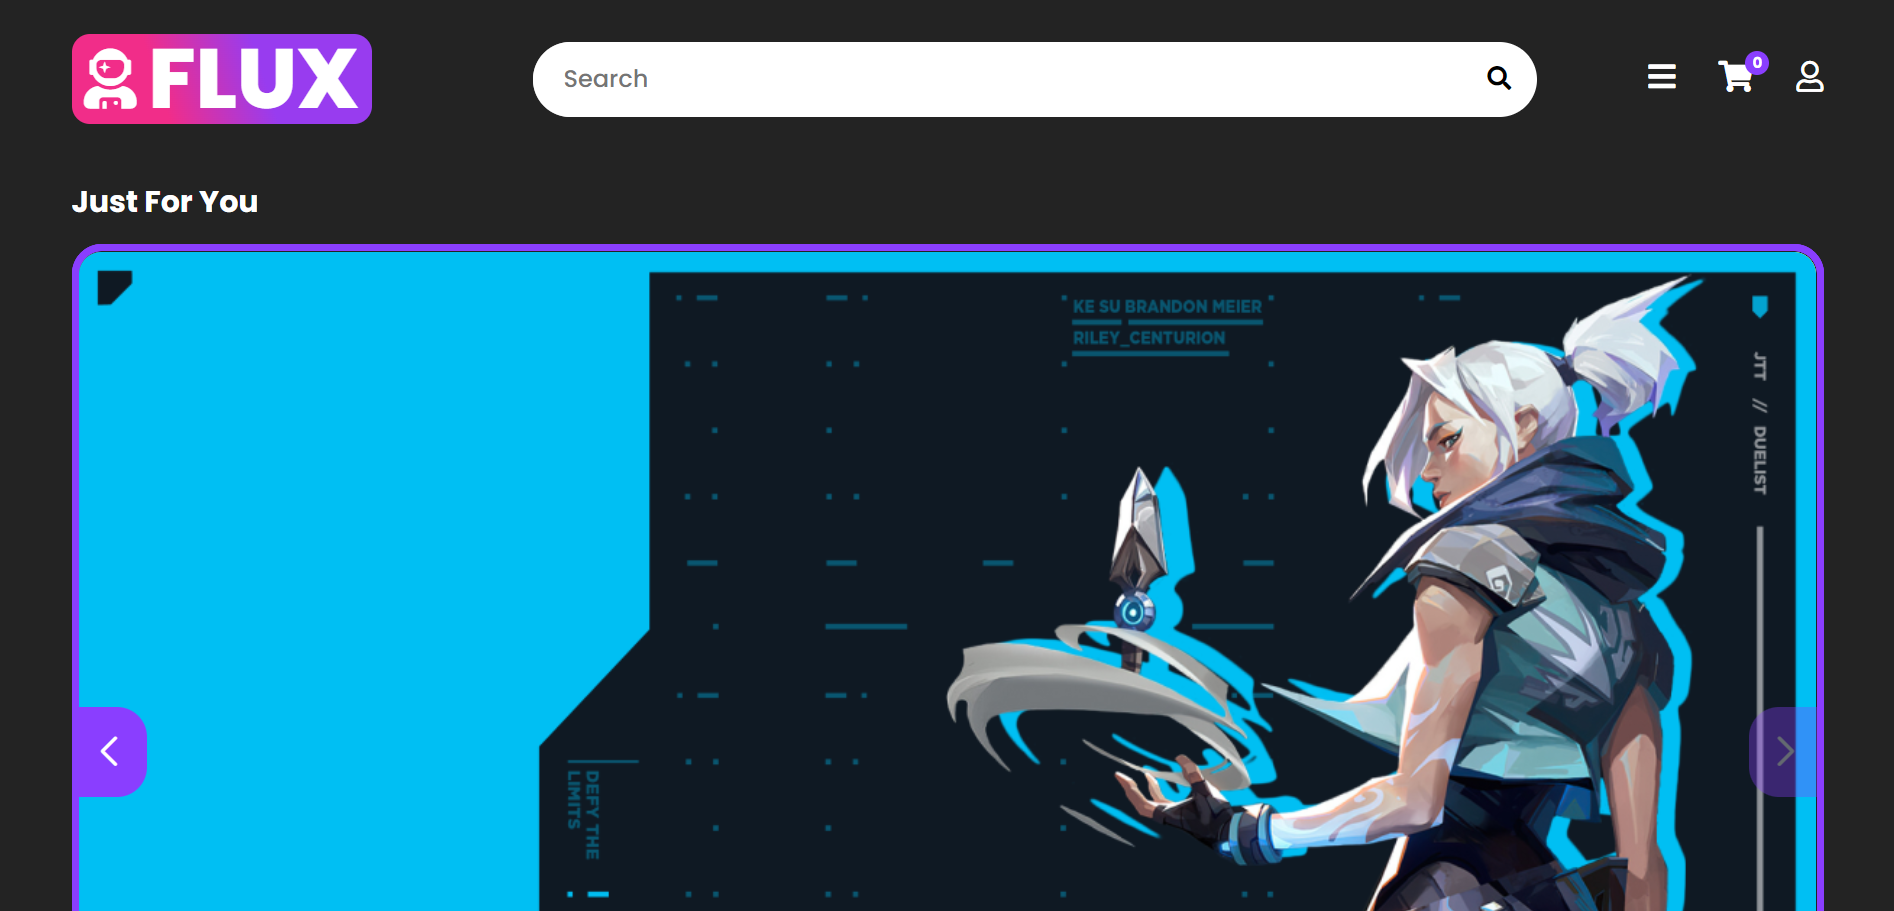 FLUX
Search
0
Just For You
KE SU BRANDON MEIER
RILEY_CENTURION
JTT // DUELIST
DEFY THE
LIMITS